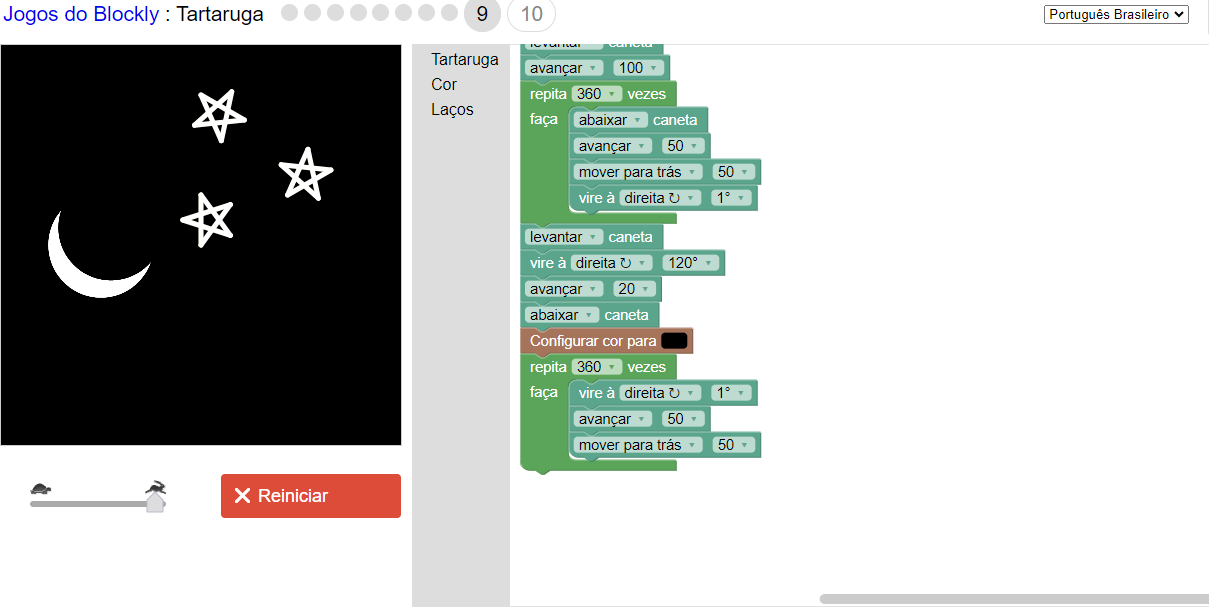 Jogos do Blockly : Tartaruga 9 10 Português Brasileiro
Tartaruga
Cor
Laços
levantar caneta
avançar 100
repita 360 vezes
faça abaixar caneta
avançar 50
mover para trás 50
vire à direita ↻ 1°
levantar caneta
vire à direita ↻ 120°
avançar 20
abaixar caneta
Configurar cor para
repita 360 vezes
faça vire à direita ↻ 1°
avançar 50
mover para trás 50
Reiniciar